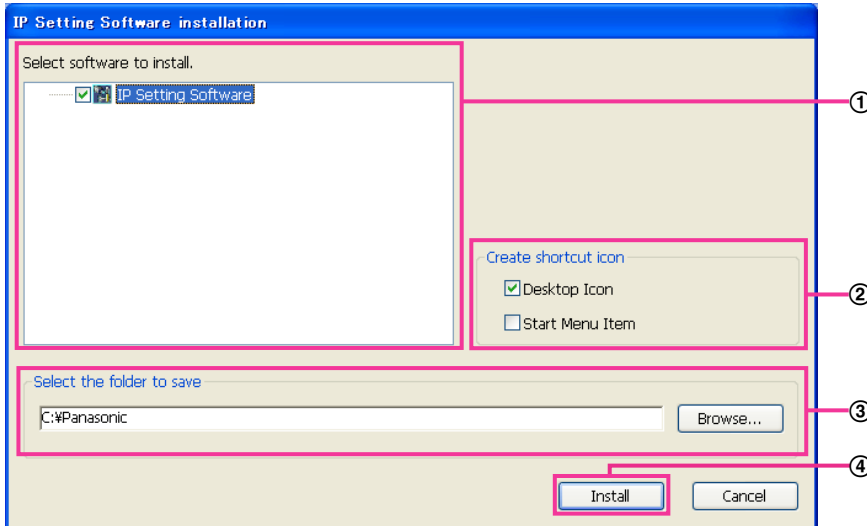 IP Setting Software installation
Select software to install.
IP Setting Software
①
Create shortcut icon
Desktop Icon
Start Menu Item
②
Select the folder to save
C:¥Panasonic
Browse...
③
④
Install
Cancel